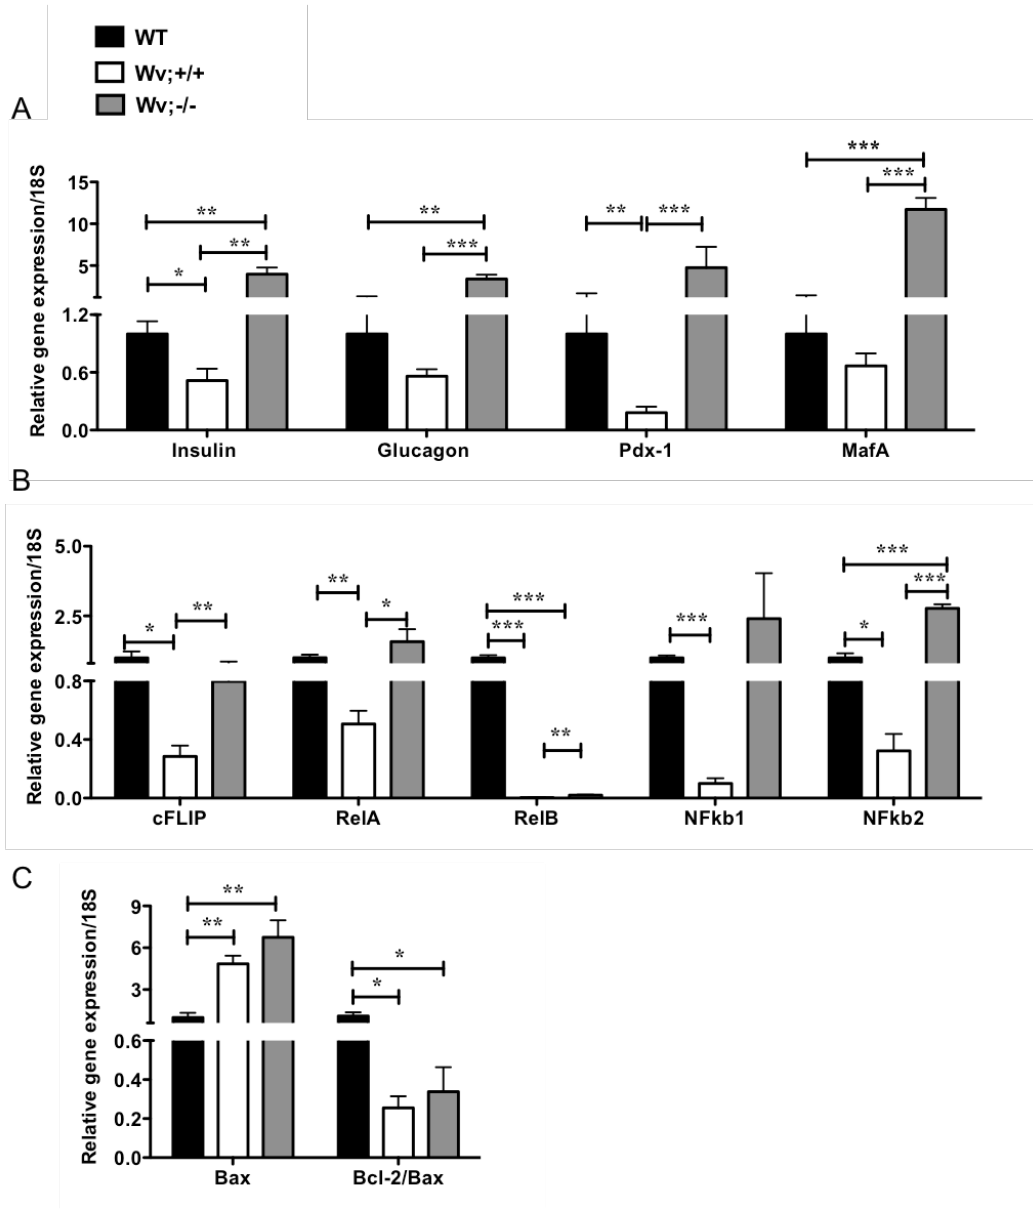 WT
Wv;+/+
Wv;-/-
A
Relative gene expression/18S
15
10
5
1.2
0.6
0.0
***
***
**
**
*
**
***
**
***
Insulin
Glucagon
Pdx-1
MafA
B
Relative gene expression/18S
5.0
2.5
0.8
0.4
0.0
*
**
**
*
***
***
**
***
***
***
*
cFLIP
RelA
RelB
NFkb1
NFkb2
C
Relative gene expression/18S
9
6
3
0.6
0.4
0.2
0.0
**
**
*
*
Bax
Bcl-2/Bax